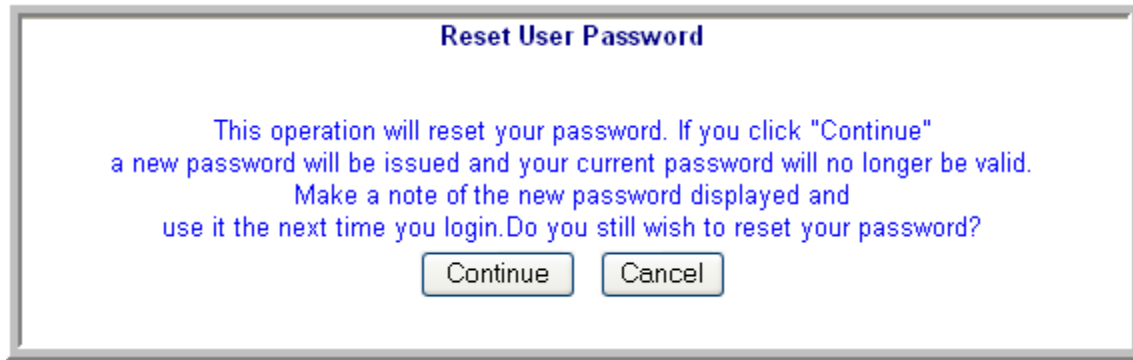 Reset User Password
This operation will reset your password. If you click "Continue"
a new password will be issued and your current password will no longer be valid.
Make a note of the new password displayed and
use it the next time you login.Do you still wish to reset your password?
Continue Cancel